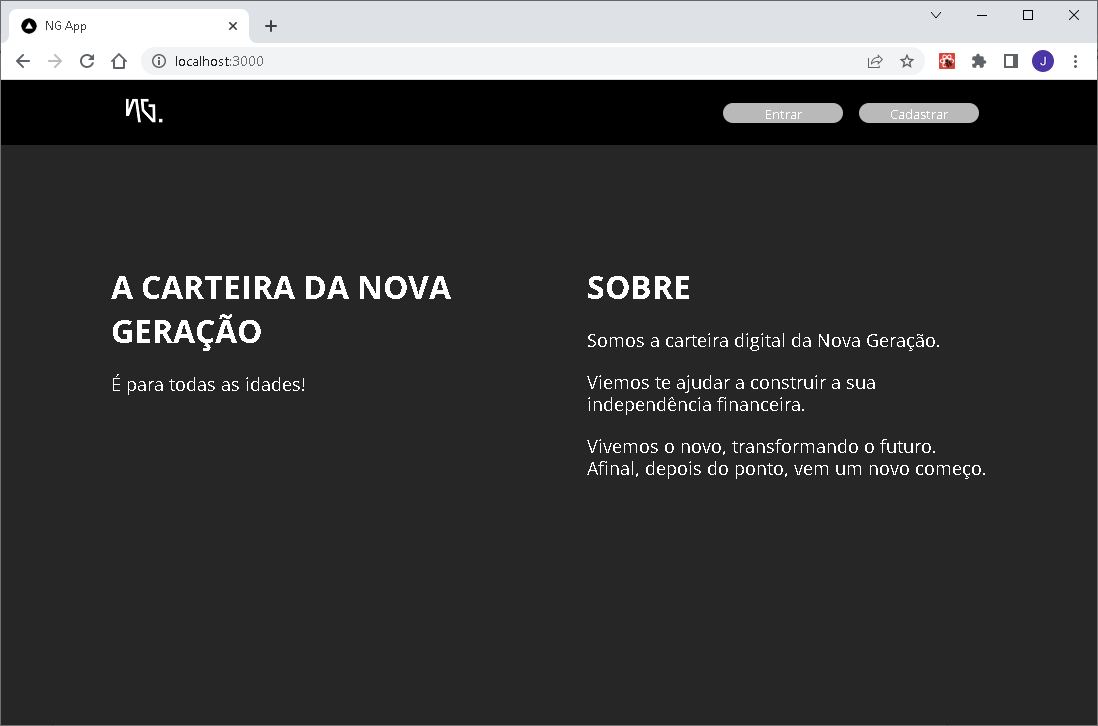 NG App
localhost:3000
J
NG.
Entrar
Cadastrar
A CARTEIRA DA NOVA
GERAÇÃO
É para todas as idades!
SOBRE
Somos a carteira digital da Nova Geração.
Viemos te ajudar a construir a sua
independência financeira.
Vivemos o novo, transformando o futuro.
Afinal, depois do ponto, vem um novo começo.